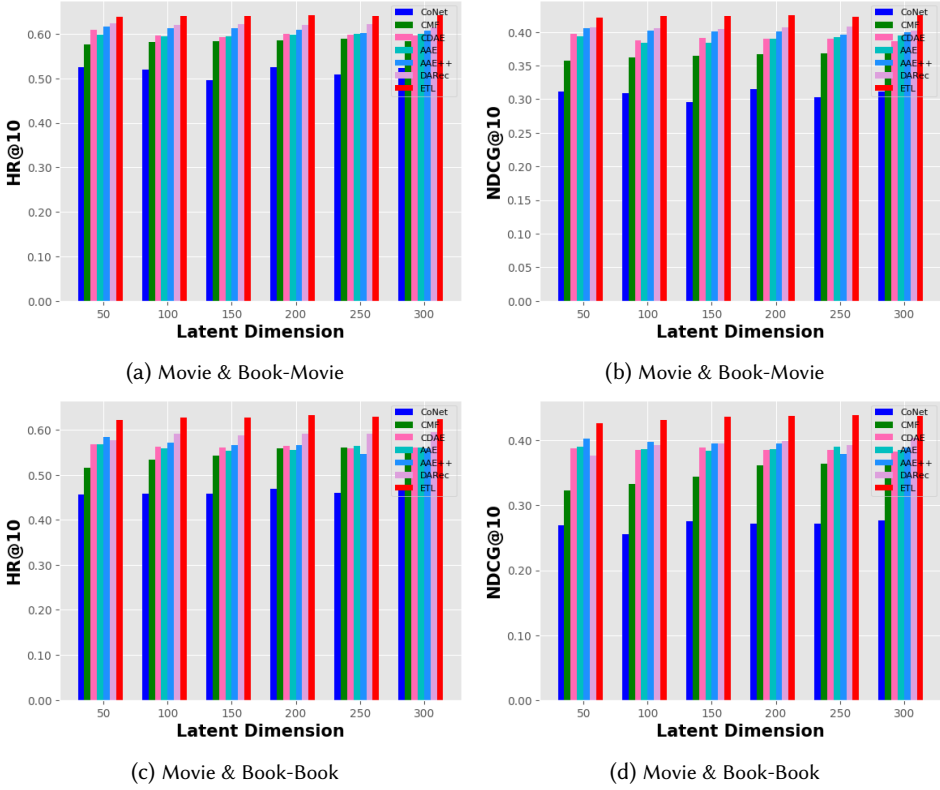 HR@10
0.60
0.50
0.40
0.30
0.20
0.10
0.00
50 100 150 200 250 300
Latent Dimension
CoNet
CMF
CDAE
AAE
AAE++
DARec
ETL
(a) Movie & Book-Movie
NDCG@10
0.40
0.35
0.30
0.25
0.20
0.15
0.10
0.05
0.00
50 100 150 200 250 300
Latent Dimension
CoNet
CMF
CDAE
AAE
AAE++
DARec
ETL
(b) Movie & Book-Movie
HR@10
0.60
0.50
0.40
0.30
0.20
0.10
0.00
50 100 150 200 250 300
Latent Dimension
CoNet
CMF
CDAE
AAE
AAE++
DARec
ETL
(c) Movie & Book-Book
NDCG@10
0.40
0.30
0.20
0.10
0.00
50 100 150 200 250 300
Latent Dimension
CoNet
CMF
CDAE
AAE
AAE++
DARec
ETL
(d) Movie & Book-Book